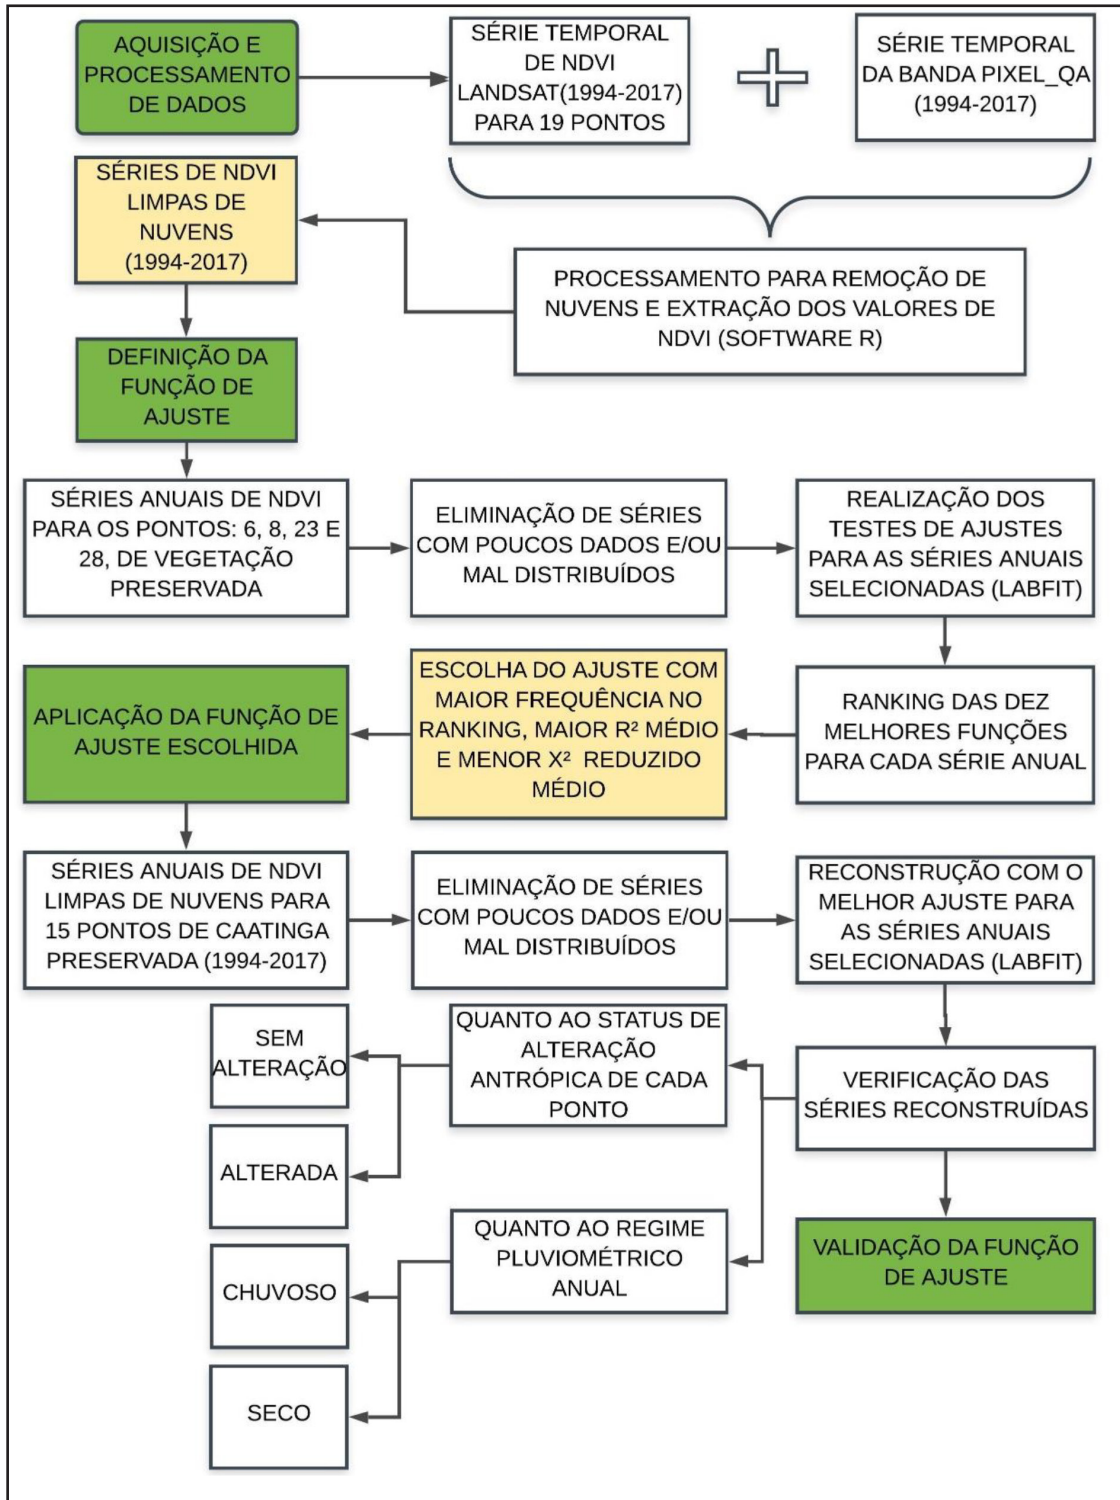 AQUISIÇÃO E
PROCESSAMENTO
DE DADOS
SÉRIE TEMPORAL
DE NDVI
LANDSAT(1994-2017)
PARA 19 PONTOS
SÉRIE TEMPORAL
DA BANDA PIXEL_QA
(1994-2017)
PROCESSAMENTO PARA REMOÇÃO DE
NUVENS E EXTRAÇÃO DOS VALORES DE
NDVI (SOFTWARE R)
SÉRIES DE NDVI
LIMPAS DE
NUVENS
(1994-2017)
DEFINIÇÃO DA
FUNÇÃO DE
AJUSTE
SÉRIES ANUAIS DE NDVI
PARA OS PONTOS: 6, 8, 23 E
28, DE VEGETAÇÃO
PRESERVADA
ELIMINAÇÃO DE SÉRIES
COM POUCOS DADOS E/OU
MAL DISTRIBUÍDOS
REALIZAÇÃO DOS
TESTES DE AJUSTES
PARA AS SÉRIES ANUAIS
SELECIONADAS (LABFIT)
RANKING DAS DEZ
MELHORES FUNÇÕES
PARA CADA SÉRIE ANUAL
ESCOLHA DO AJUSTE COM
MAIOR FREQUÊNCIA NO
RANKING, MAIOR R² MÉDIO
E MENOR X² REDUZIDO
MÉDIO
APLICAÇÃO DA FUNÇÃO DE
AJUSTE ESCOLHIDA
SÉRIES ANUAIS DE NDVI
LIMPAS DE NUVENS PARA
15 PONTOS DE CAATINGA
PRESERVADA (1994-2017)
ELIMINAÇÃO DE SÉRIES
COM POUCOS DADOS E/OU
MAL DISTRIBUÍDOS
RECONSTRUÇÃO COM O
MELHOR AJUSTE PARA
AS SÉRIES ANUAIS
SELECIONADAS (LABFIT)
VERIFICAÇÃO DAS
SÉRIES RECONSTRUÍDAS
QUANTO AO STATUS DE
ALTERAÇÃO
ANTRÓPICA DE CADA
PONTO
SEM
ALTERAÇÃO
ALTERADA
QUANTO AO REGIME
PLUVIOMÉTRICO
ANUAL
CHUVOSO
SECO
VALIDAÇÃO DA FUNÇÃO
DE AJUSTE